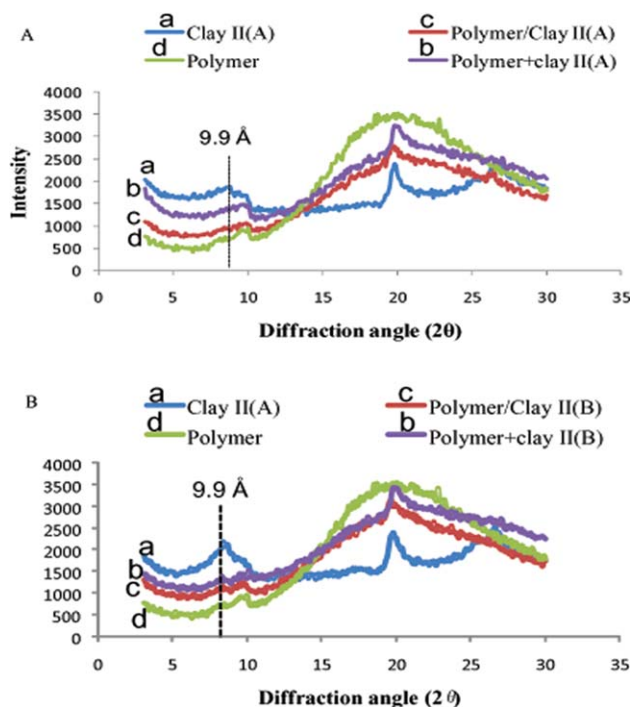 A
a Clay II(A) c Polymer/Clay II(A)
d Polymer b Polymer+clay II(A)
4000
3500
3000
2500
2000
1500
1000
500
0
Intensity
9.9 Å
a
b
c
d
0 5 10 15 20 25 30 35
Diffraction angle (2θ)
B
a Clay II(A) c Polymer/Clay II(B)
d Polymer b Polymer+clay II(B)
4000
3500
3000
2500
2000
1500
1000
500
0
9.9 Å
a
b
c
d
0 5 10 15 20 25 30 35
Diffraction angle (2θ)